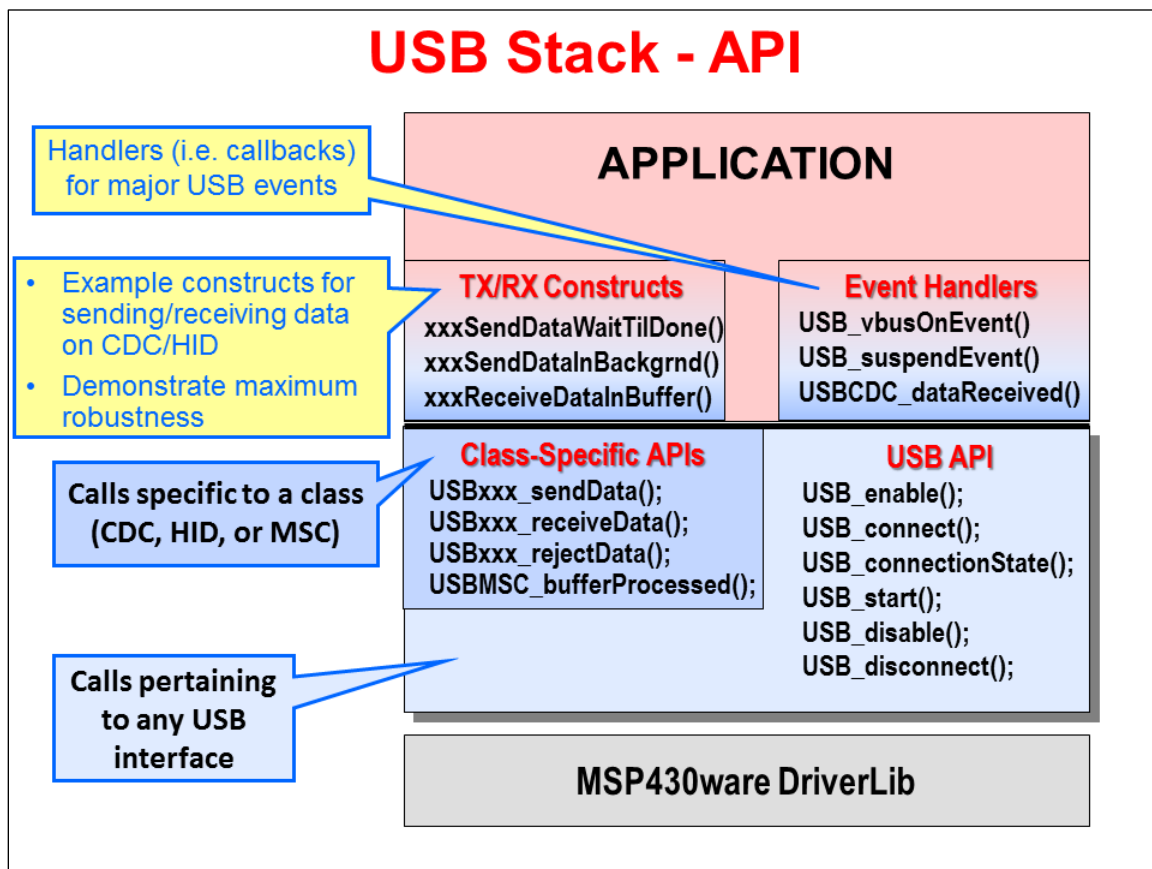 USB Stack - API
Handlers (i.e. callbacks)
for major USB events
APPLICATION
• Example constructs for
sending/receiving data
on CDC/HID
• Demonstrate maximum
robustness
TX/RX Constructs
xxxSendDataWaitTilDone()
xxxSendDataInBackgrnd()
xxxReceiveDataInBuffer()
Event Handlers
USB_vbusOnEvent()
USB_suspendEvent()
USBCDC_dataReceived()
Calls specific to a class
(CDC, HID, or MSC)
Class-Specific APIs
USBxxx_sendData();
USBxxx_receiveData();
USBxxx_rejectData();
USBMSC_bufferProcessed();
USB API
USB_enable();
USB_connect();
USB_connectionState();
USB_start();
USB_disable();
USB_disconnect();
Calls pertaining
to any USB
interface
MSP430ware DriverLib